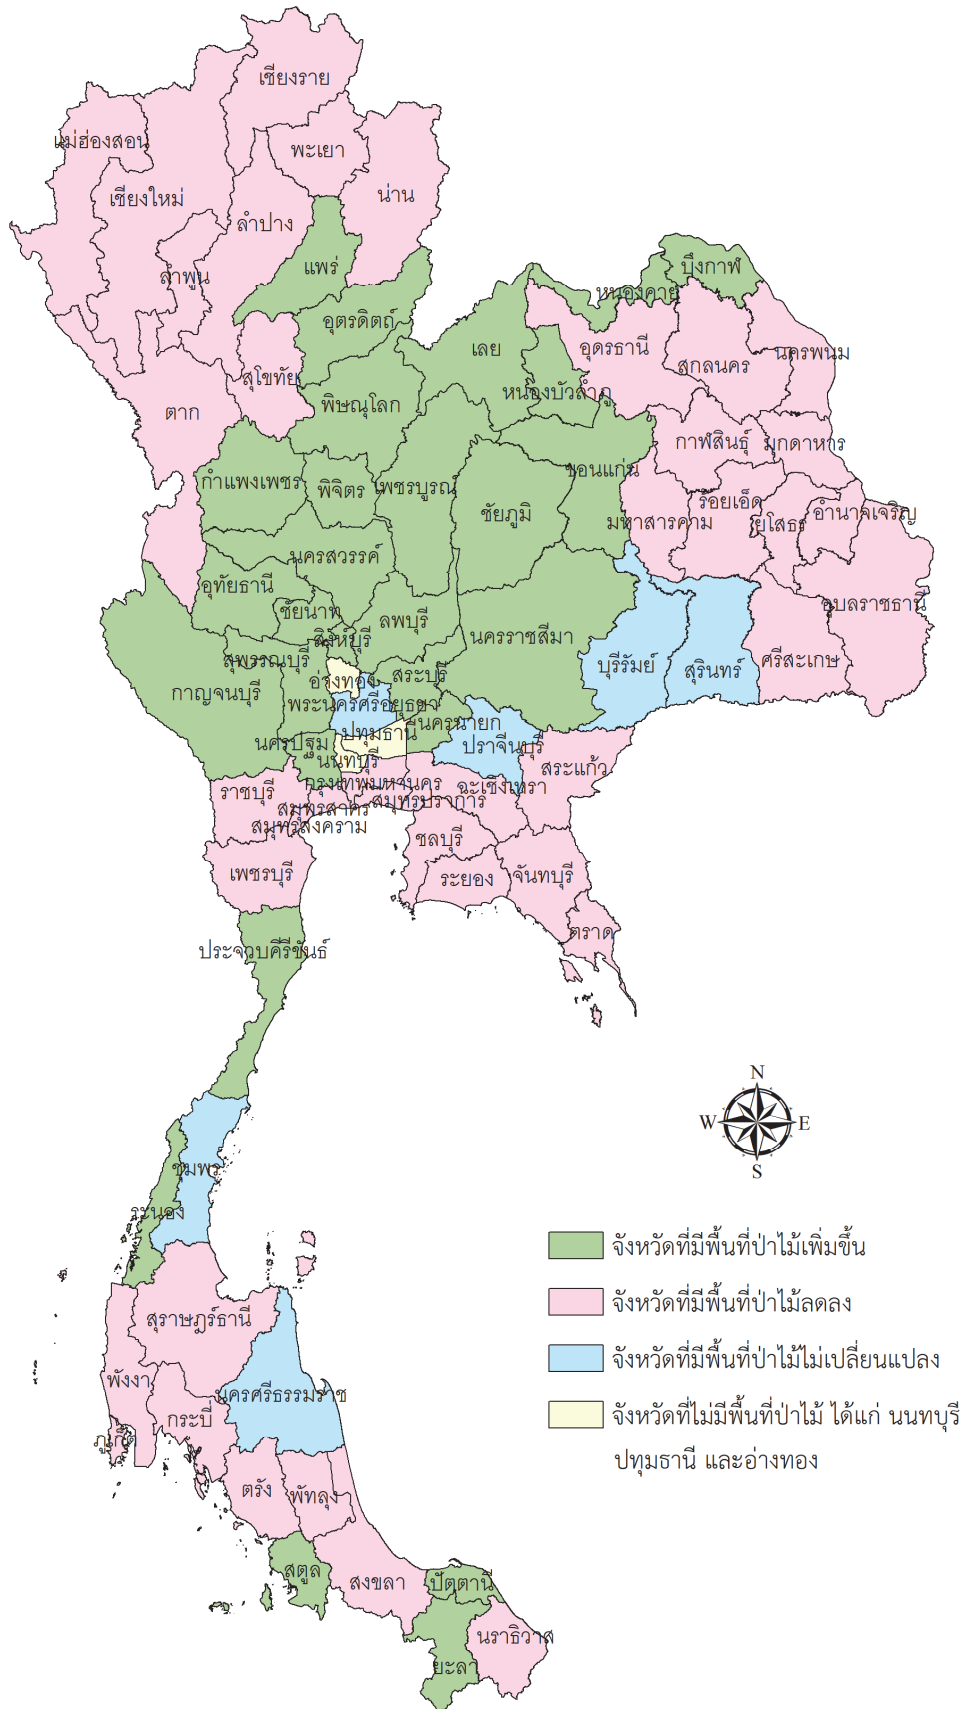 เชียงราย
แม่ฮ่องสอน
พะเยา
เชียงใหม่
น่าน
ลำปาง
แพร่
ลำพูน
บึงกาฬ
หนองคาย
อุตรดิตถ์
เลย
อุดรธานี
สกลนคร
นครพนม
สุโขทัย
หนองบัวลำภู
ตาก
พิษณุโลก
กาฬสินธุ์
มุกดาหาร
ขอนแก่น
กำแพงเพชร
พิจิตร
เพชรบูรณ์
ชัยภูมิ
มหาสารคาม
ร้อยเอ็ด
ยโสธร
อำนาจเจริญ
นครสวรรค์
อุทัยธานี
ชัยนาท
ลพบุรี
นครราชสีมา
อุบลราชธานี
สิงห์บุรี
สุพรรณบุรี
อ่างทอง
สระบุรี
บุรีรัมย์
สุรินทร์
ศรีสะเกษ
กาญจนบุรี
พระนครศรีอยุธยา
นครนายก
ปทุมธานี
นครปฐม
นนทบุรี
ปราจีนบุรี
สระแก้ว
ราชบุรี
กรุงเทพมหานคร
ฉะเชิงเทรา
สมุทรสาคร
สมุทรปราการ
สมุทรสงคราม
ชลบุรี
เพชรบุรี
ระยอง
จันทบุรี
ตราด
ประจวบคีรีขันธ์
N
W
E
S
ชุมพร
ระนอง
จังหวัดที่มีพื้นที่ป่าไม้เพิ่มขึ้น
จังหวัดที่มีพื้นที่ป่าไม้ลดลง
สุราษฎร์ธานี
จังหวัดที่มีพื้นที่ป่าไม้ไม่เปลี่ยนแปลง
พังงา
นครศรีธรรมราช
จังหวัดที่ไม่มีพื้นที่ป่าไม้ ได้แก่ นนทบุรี
ปทุมธานี และอ่างทอง
กระบี่
ภูเก็ต
ตรัง
พัทลุง
สตูล
สงขลา
ปัตตานี
นราธิวาส
ยะลา